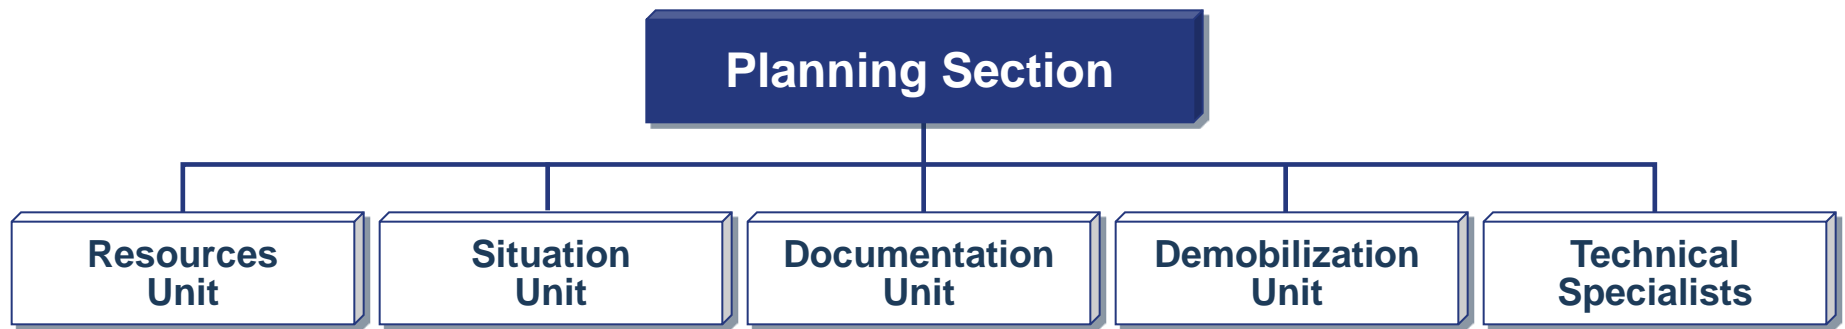 Planning Section
Resources
Unit
Situation
Unit
Documentation
Unit
Demobilization
Unit
Technical
Specialists